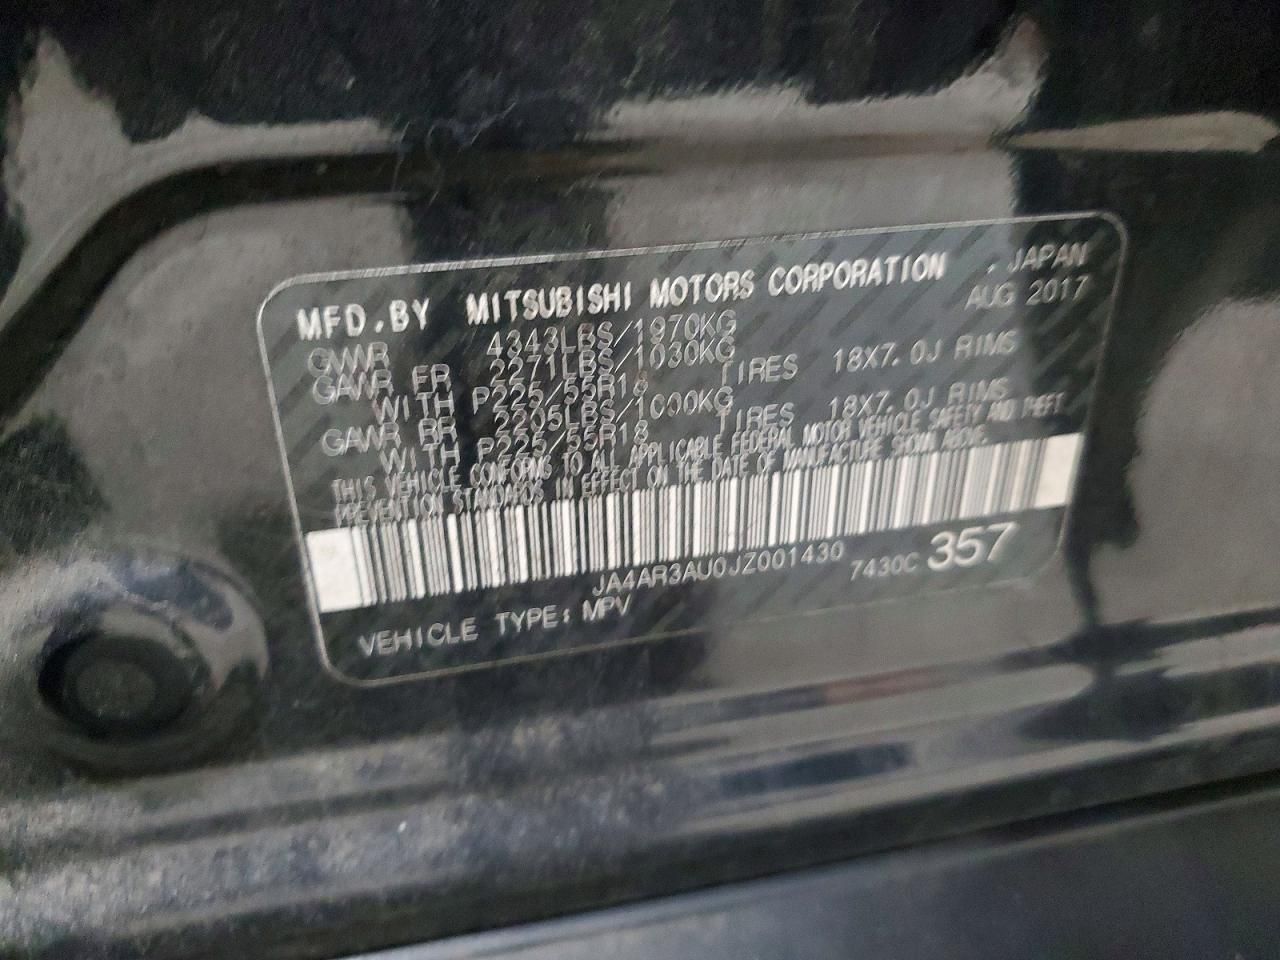 MFD.BY MITSUBISHI MOTORS CORPORATION , JAPAN
AUG 2017
GVWR 4343LBS/1970KG
GAWR FR 2271LBS/1030KG
WITH P225/55R18 TIRES 18X7.0J RIMS
GAWR RR 2205LBS/1000KG
WITH P225/55R18 TIRES 18X7.0J RIMS
THIS VEHICLE CONFORMS TO ALL APPLICABLE FEDERAL MOTOR VEHICLE SAFETY AND THEFT
PREVENTION STANDARDS IN EFFECT ON THE DATE OF MANUFACTURE SHOWN ABOVE.
JA4AR3AU0JZ001430 7430C 357
VEHICLE TYPE: MPV